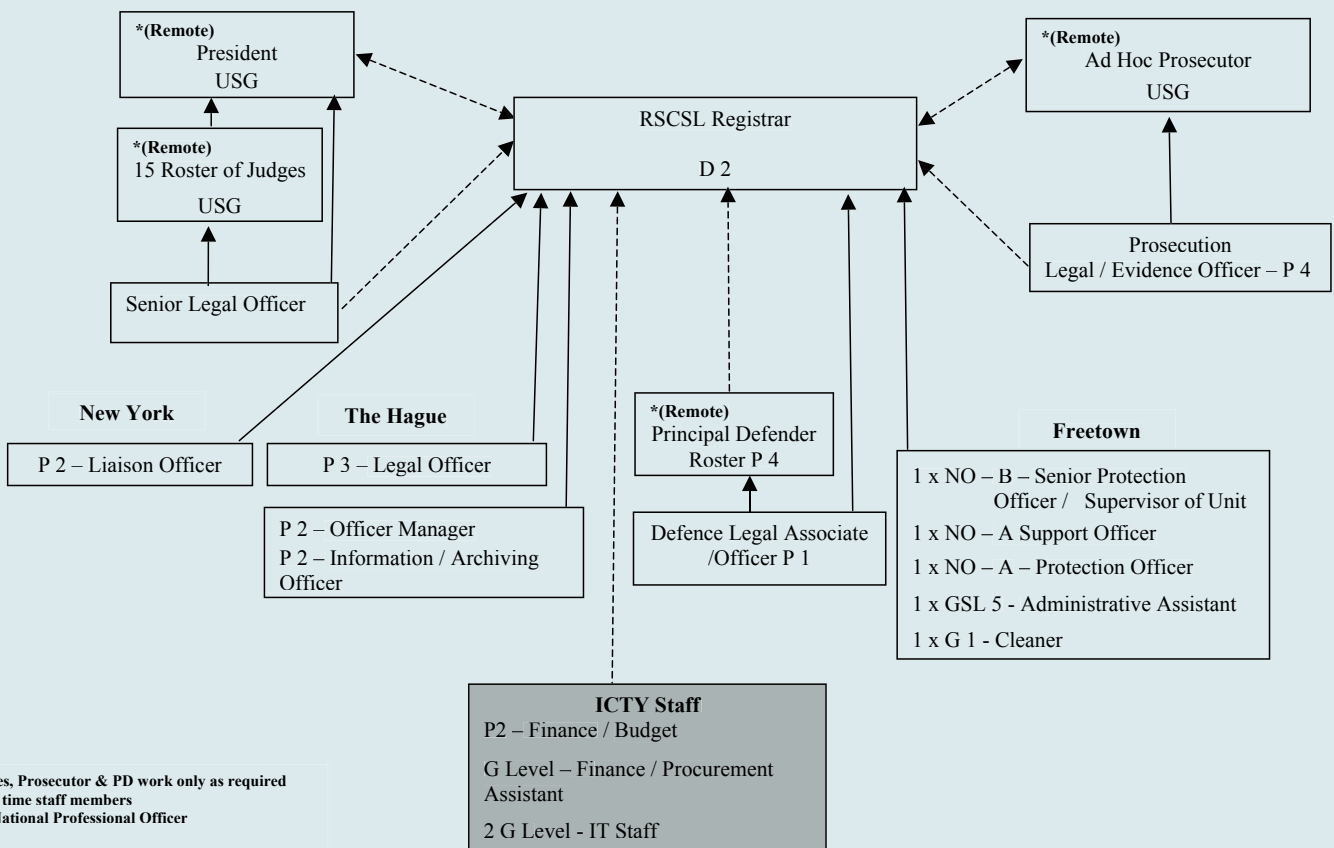 *(Remote)
President
USG
*(Remote)
Ad Hoc Prosecutor
USG
RSCSL Registrar
D 2
*(Remote)
15 Roster of Judges
USG
Prosecution
Legal / Evidence Officer – P 4
Senior Legal Officer
New York
P 2 – Liaison Officer
The Hague
P 3 – Legal Officer
P 2 – Officer Manager
P 2 – Information / Archiving
Officer
*(Remote)
Principal Defender
Roster P 4
Defence Legal Associate
/Officer P 1
Freetown
1 x NO – B – Senior Protection
Officer / Supervisor of Unit
1 x NO – A Support Officer
1 x NO – A – Protection Officer
1 x GSL 5 - Administrative Assistant
1 x G 1 - Cleaner
ICTY Staff
P2 – Finance / Budget
G Level – Finance / Procurement
Assistant
2 G Level - IT Staff
Prosecutor & PD work only as required
time staff members
National Professional Officer